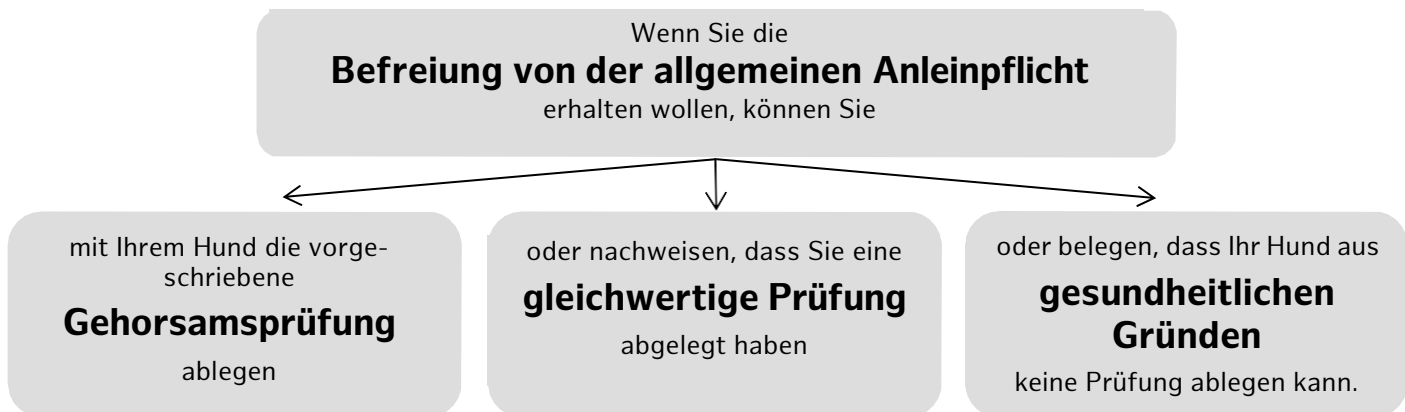 Wenn Sie die
Befreiung von der allgemeinen Anleinpflicht
erhalten wollen, können Sie
mit Ihrem Hund die vorge-
schriebene
Gehorsamsprüfung
ablegen
oder nachweisen, dass Sie eine
gleichwertige Prüfung
abgelegt haben
oder belegen, dass Ihr Hund aus
gesundheitlichen
Gründen
keine Prüfung ablegen kann.